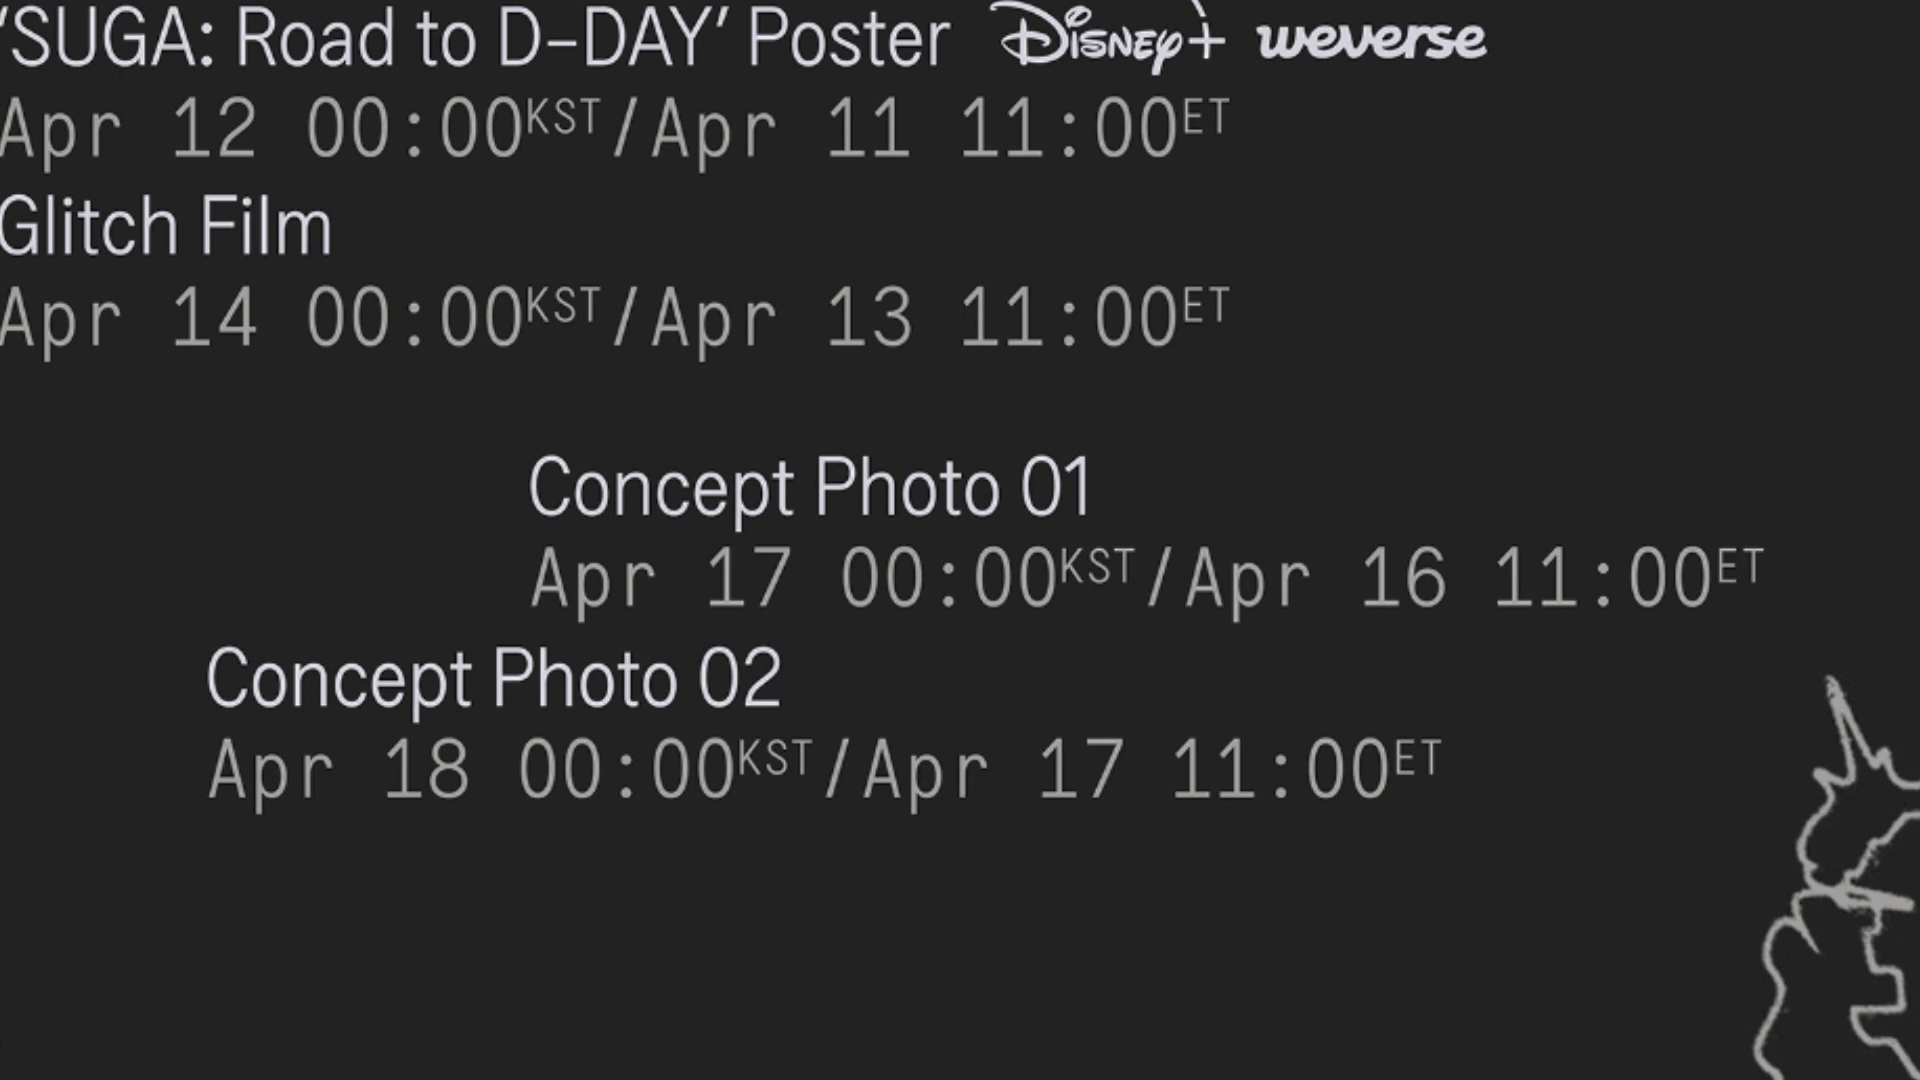 'SUGA: Road to D-DAY' Poster Disney+ weverse
Apr 12 00:00KST/Apr 11 11:00ET
Glitch Film
Apr 14 00:00KST/Apr 13 11:00ET
Concept Photo 01
Apr 17 00:00KST/Apr 16 11:00ET
Concept Photo 02
Apr 18 00:00KST/Apr 17 11:00ET